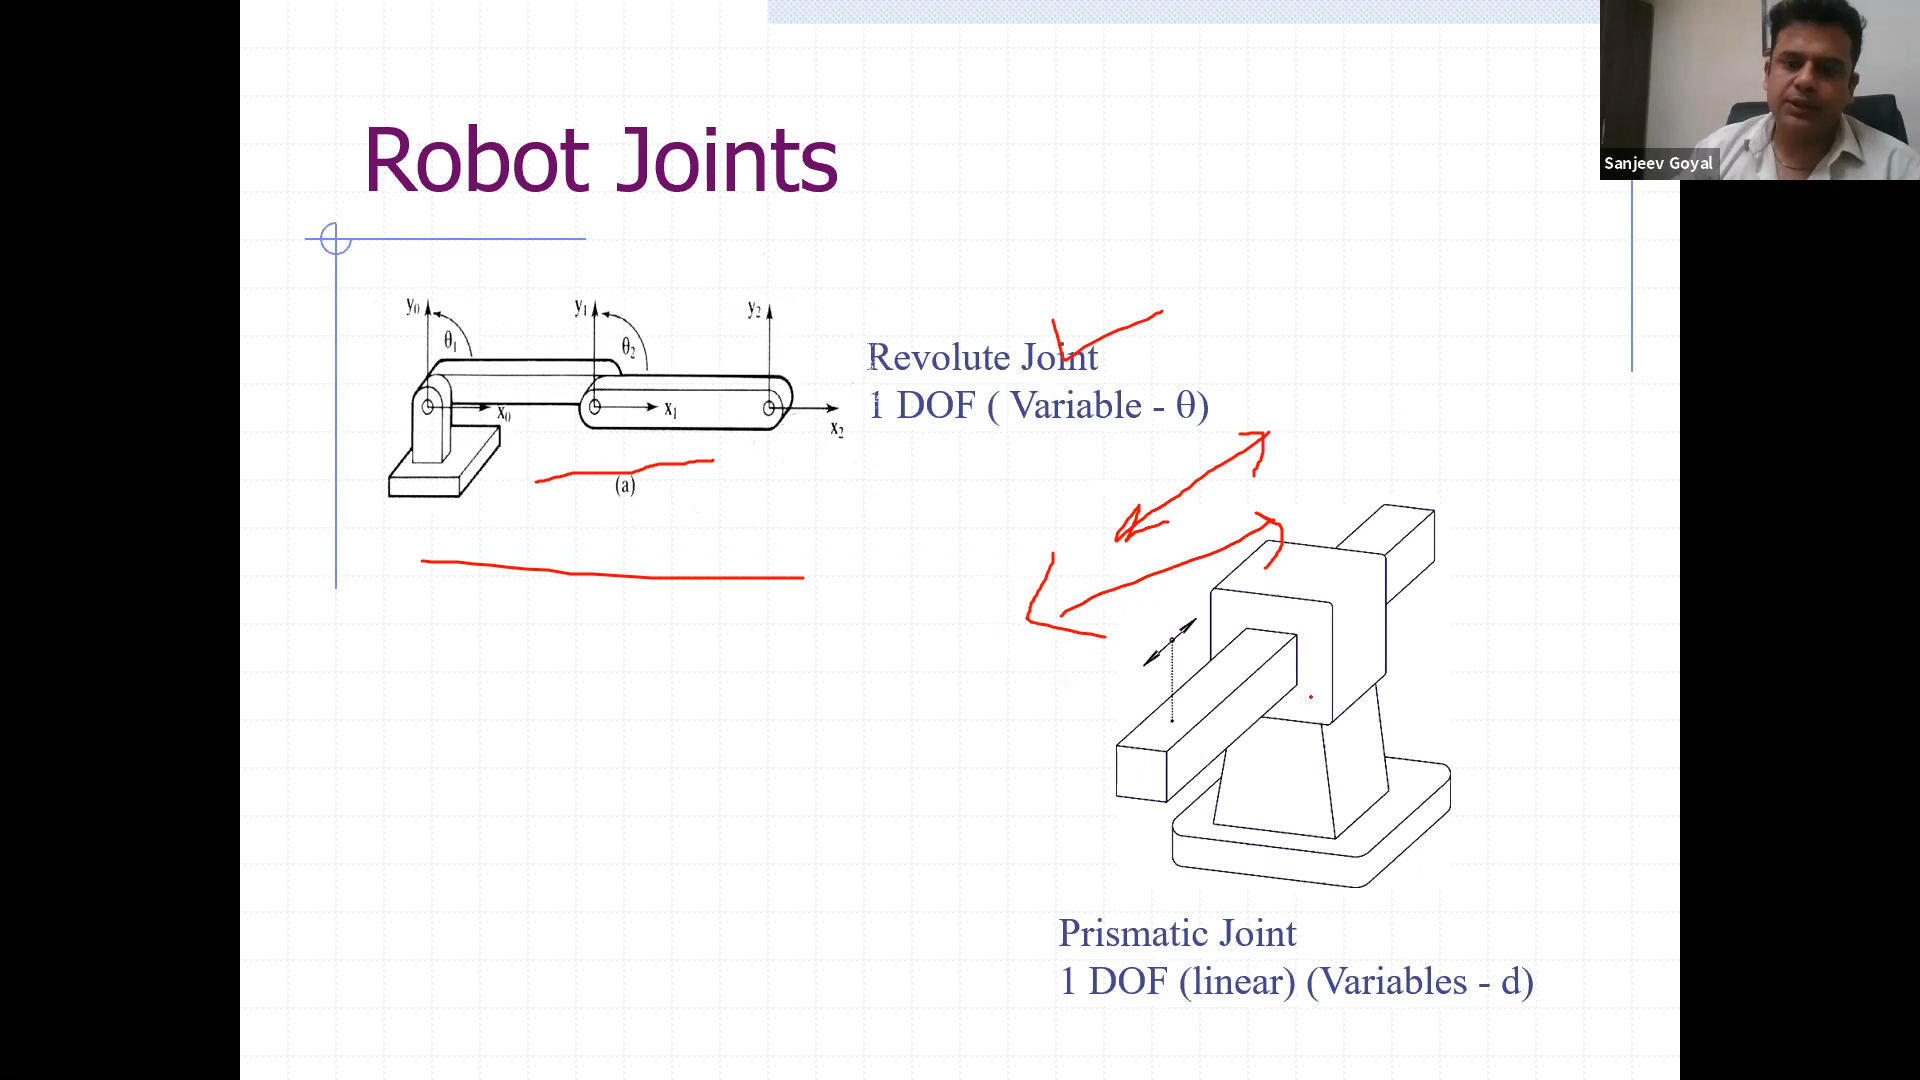 Sanjeev Goyal
Robot Joints
y0 y1 y2
θ1 θ2
x0 x1 x2
(a)
Revolute Joint
1 DOF ( Variable - θ)
Prismatic Joint
1 DOF (linear) (Variables - d)